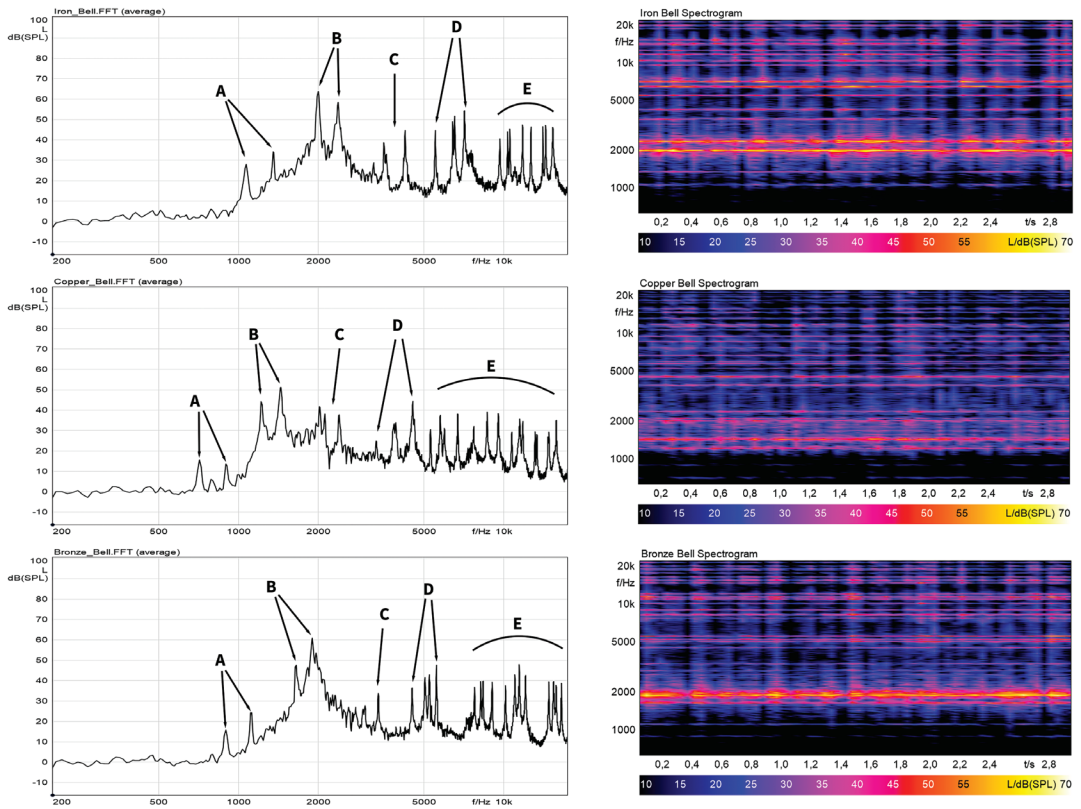 Iron_Bell.FFT (average)
100
L
dB(SPL)
80
70
60
50
40
30
20
10
0
-10
A
B
C
D
E
200 500 1000 2000 5000 f/Hz 10k
Iron Bell Spectrogram
20k
f/Hz
10k
5000
2000
1000
0,2 0,4 0,6 0,8 1,0 1,2 1,4 1,6 1,8 2,0 2,2 2,4 t/s 2,8
10 15 20 25 30 35 40 45 50 55 L/dB(SPL) 70
Copper_Bell.FFT (average)
100
L
dB(SPL)
80
70
60
50
40
30
20
10
0
-10
A
B
C
D
E
200 500 1000 2000 5000 f/Hz 10k
Copper Bell Spectrogram
20k
f/Hz
10k
5000
2000
1000
0,2 0,4 0,6 0,8 1,0 1,2 1,4 1,6 1,8 2,0 2,2 2,4 t/s 2,8
10 15 20 25 30 35 40 45 50 55 L/dB(SPL) 70
Bronze_Bell.FFT (average)
100
L
dB(SPL)
80
70
60
50
40
30
20
10
0
-10
A
B
C
D
E
200 500 1000 2000 5000 f/Hz 10k
Bronze Bell Spectrogram
20k
f/Hz
10k
5000
2000
1000
0,2 0,4 0,6 0,8 1,0 1,2 1,4 1,6 1,8 2,0 2,2 2,4 t/s 2,8
10 15 20 25 30 35 40 45 50 55 L/dB(SPL) 70